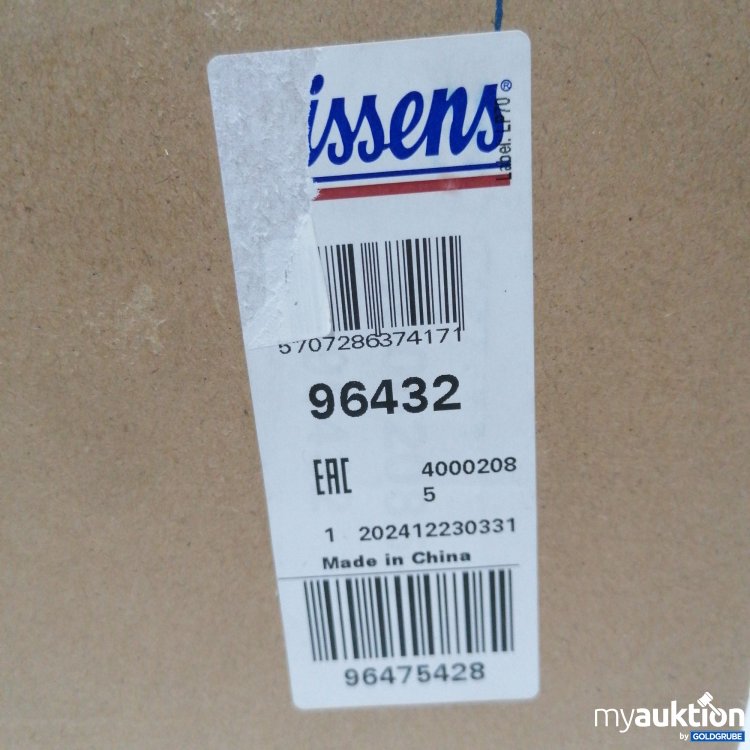 issens®
Label: LP70
5707286374171
96432
EAC
4000208
5
1 202412230331
Made in China
96475428
myauktion
by GOLDGRUBE